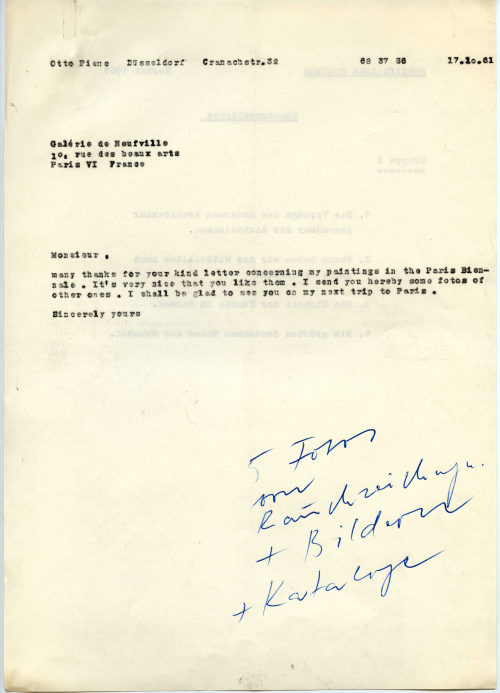 Otto Piene Düsseldorf Cranachstr.32 68 37 36 17.10.61
Galérie de Neufville
10, rue des beaux arts
Paris VI France
Monsieur ,
many thanks for your kind letter concerning my paintings in the Paris Bien-
nale . It's very nice that you like them . I send you hereby some fotos of
other ones . I shall be glad to see you on my next trip to Paris .
Sincerely yours
5 Fotos
von
Rauchzeichnungen
+ Bildern
+ Kataloge